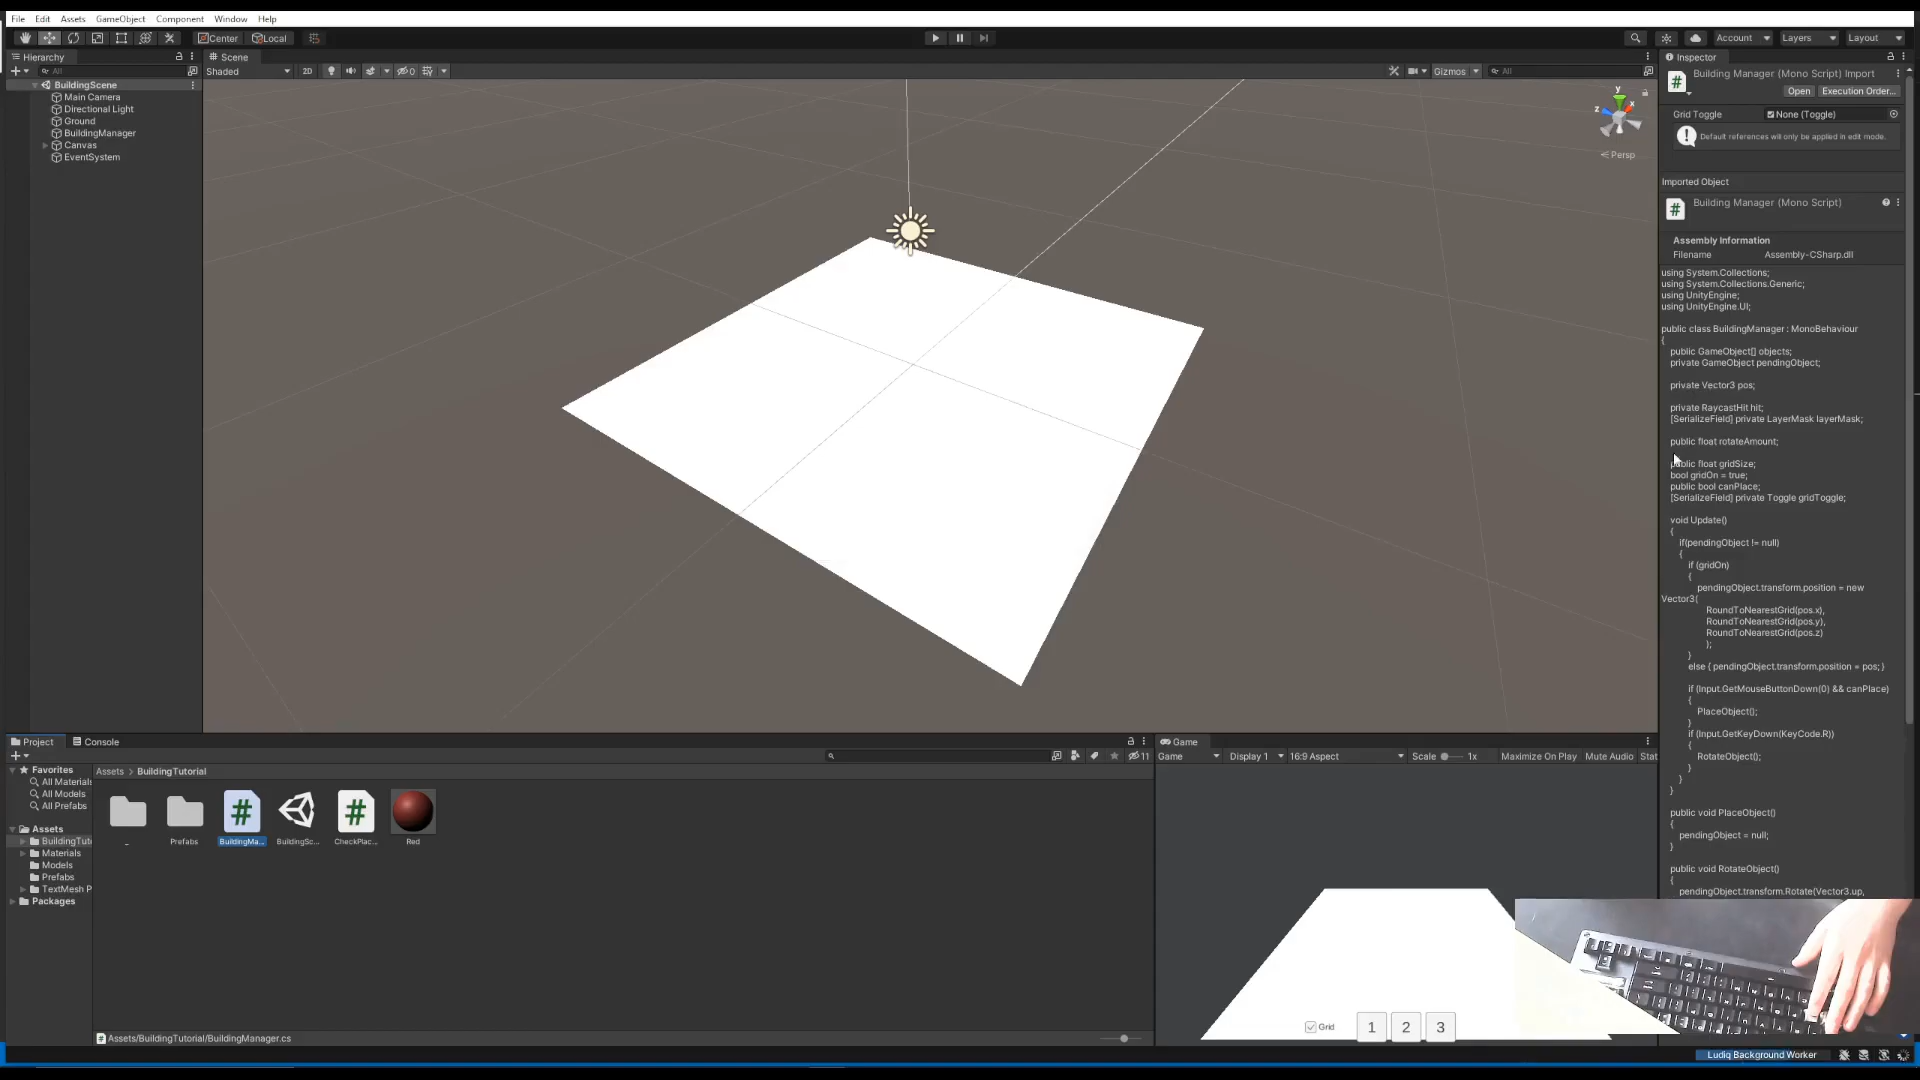 File Edit Assets GameObject Component Window Help
Center Local
Account Layers Layout
Hierarchy
All
BuildingScene
Main Camera
Directional Light
Ground
BuildingManager
Canvas
EventSystem
Scene
Shaded 2D 0 Gizmos All
y
x
z
Persp
Inspector
Building Manager (Mono Script) Import
Open Execution Order...
Grid Toggle None (Toggle)
Default references will only be applied in edit mode.
Imported Object
Building Manager (Mono Script)
Assembly Information
Filename Assembly-CSharp.dll
using System.Collections;
using System.Collections.Generic;
using UnityEngine;
using UnityEngine.UI;
public class BuildingManager : MonoBehaviour
{
public GameObject[] objects;
private GameObject pendingObject;
private Vector3 pos;
private RaycastHit hit;
[SerializeField] private LayerMask layerMask;
public float rotateAmount;
public float gridSize;
bool gridOn = true;
public bool canPlace;
[SerializeField] private Toggle gridToggle;
void Update()
{
if(pendingObject != null)
{
if (gridOn)
{
pendingObject.transform.position = new
Vector3(
RoundToNearestGrid(pos.x),
RoundToNearestGrid(pos.y),
RoundToNearestGrid(pos.z)
);
}
else { pendingObject.transform.position = pos; }
if (Input.GetMouseButtonDown(0) && canPlace)
{
PlaceObject();
}
if (Input.GetKeyDown(KeyCode.R))
{
RotateObject();
}
}
}
public void PlaceObject()
{
pendingObject = null;
}
public void RotateObject()
{
pendingObject.transform.Rotate(Vector3.up,
Project Console
11
Favorites
All Materials
All Models
All Prefabs
Assets
BuildingTut
Materials
Models
Prefabs
TextMesh P
Packages
Assets > BuildingTutorial
_ Prefabs BuildingMa... BuildingSc... CheckPlac... Red
Assets/BuildingTutorial/BuildingManager.cs
Game
Game Display 1 16:9 Aspect Scale 1x Maximize On Play Mute Audio Stat
Grid 1 2 3
Ludiq Background Worker